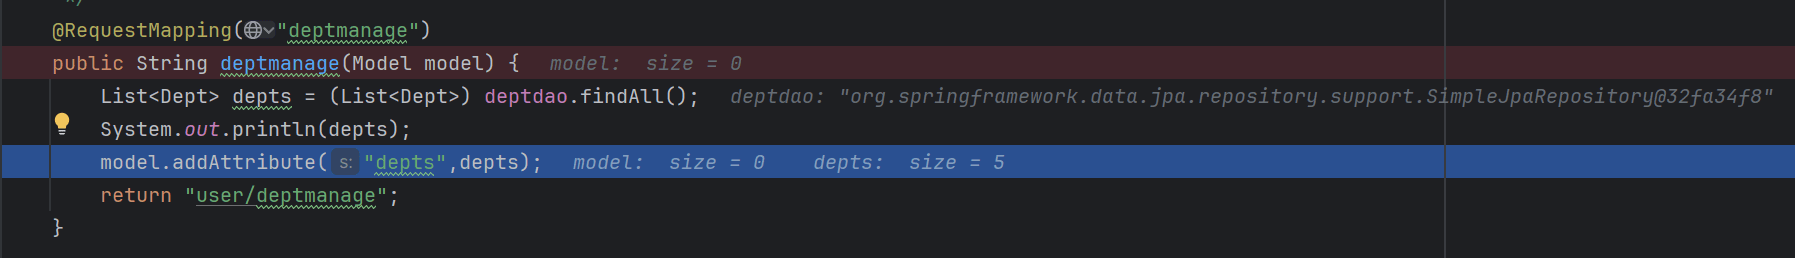 */
@RequestMapping("deptmanage")
public String deptmanage(Model model) { model: size = 0
List<Dept> depts = (List<Dept>) deptdao.findAll(); deptdao: "org.springframework.data.jpa.repository.support.SimpleJpaRepository@32fa34f8"
System.out.println(depts);
model.addAttribute( s: "depts",depts); model: size = 0 depts: size = 5
return "user/deptmanage";
}